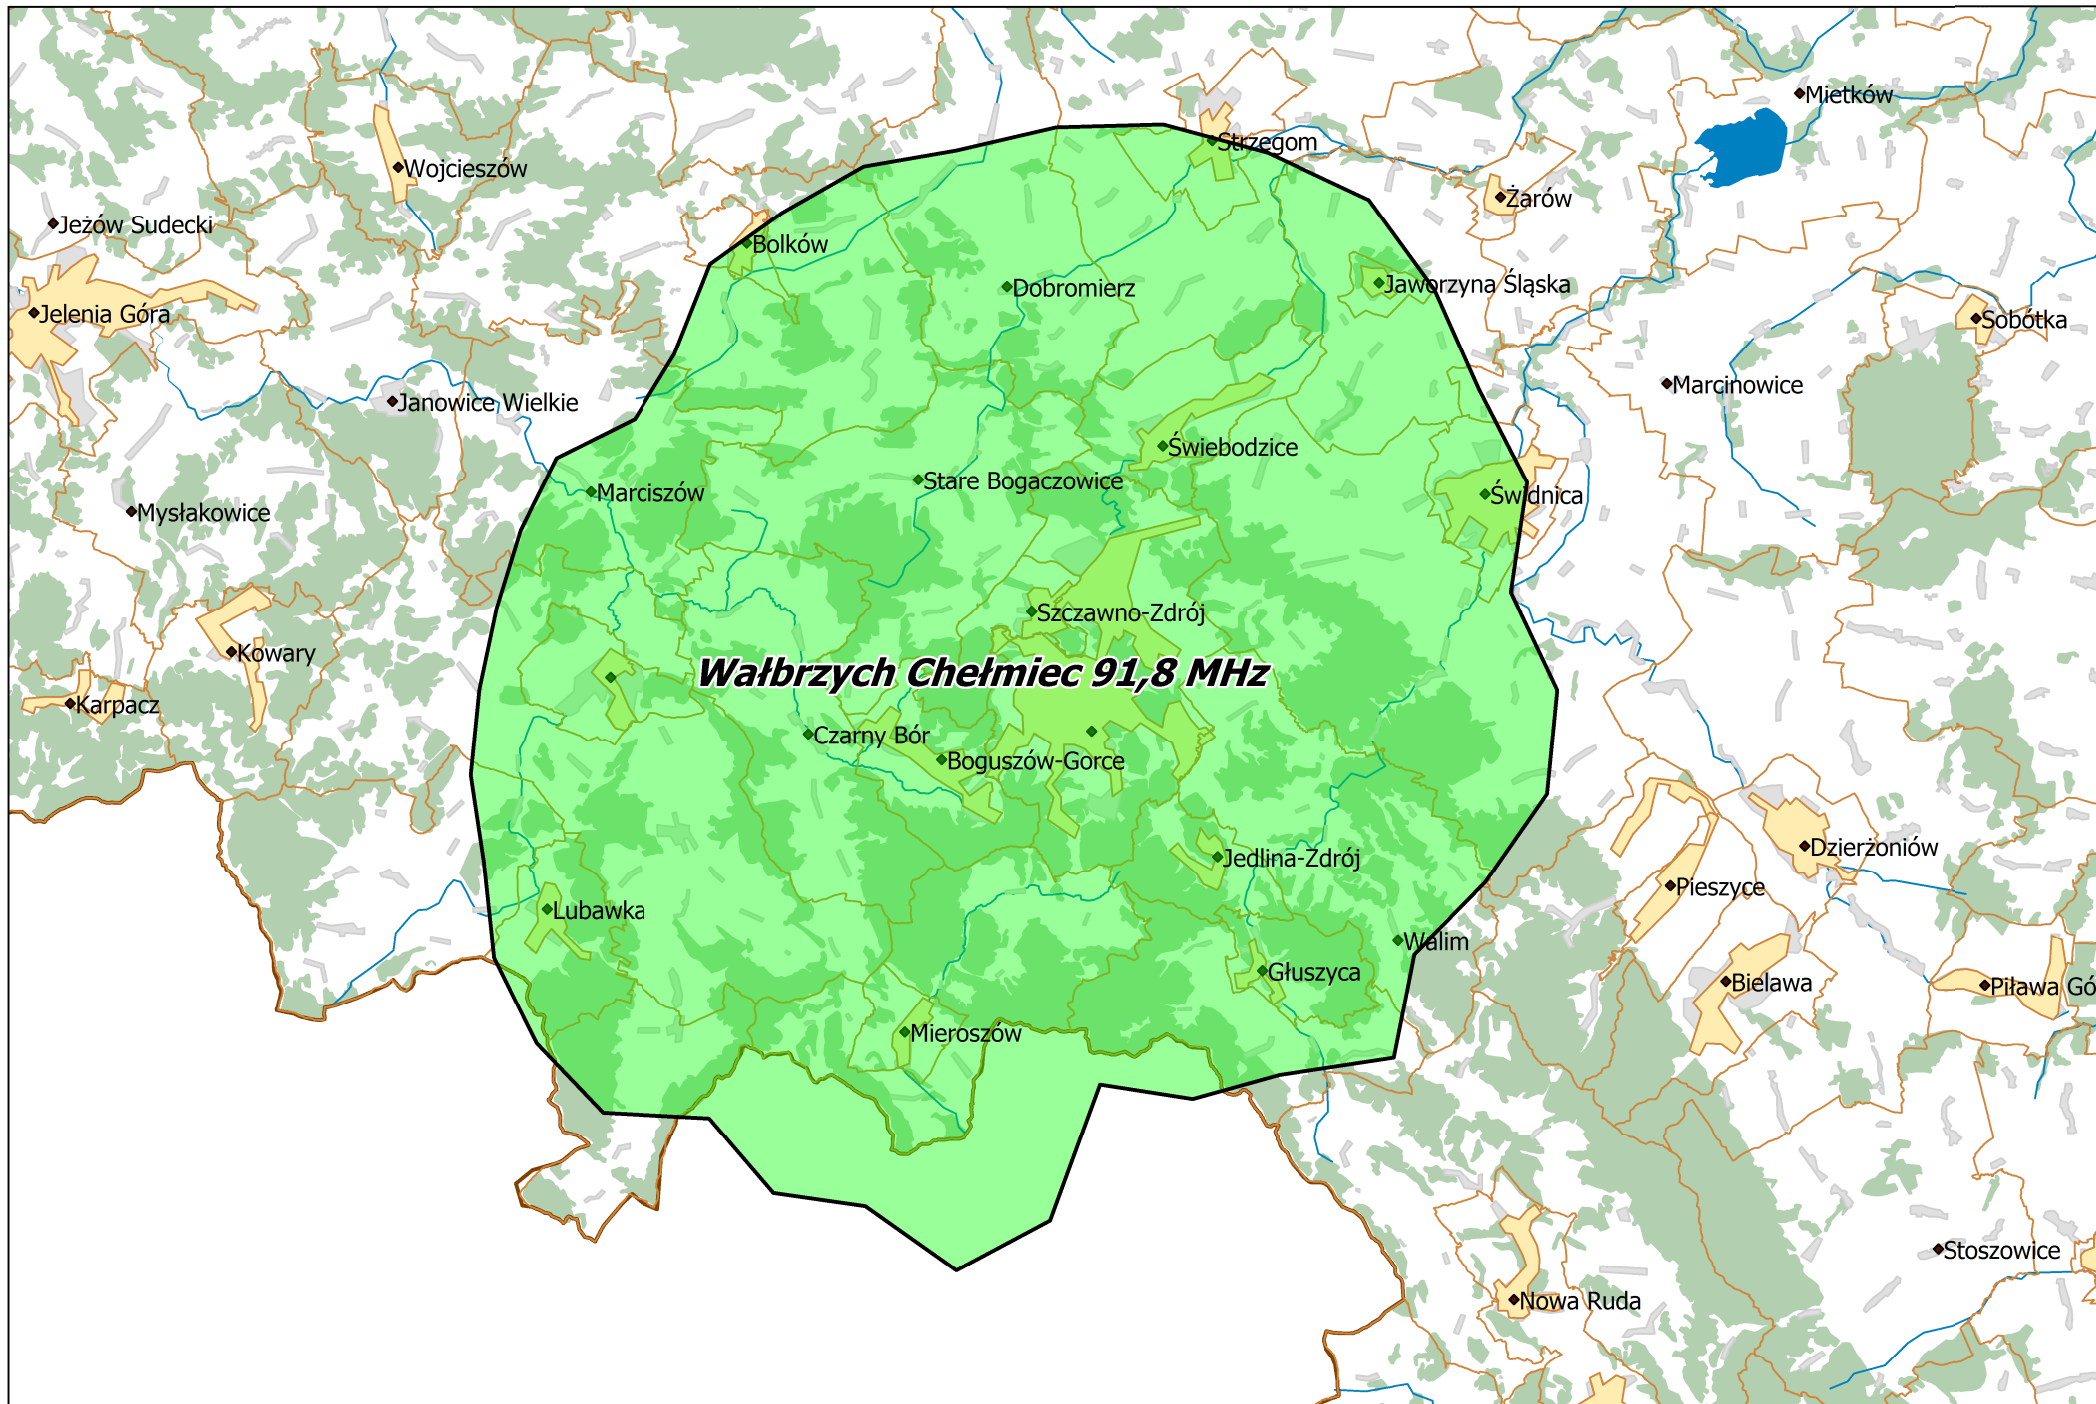 Mietków
Strzegom
Wojcieszów
Żarów
Jeżów Sudecki
Bolków
Dobromierz
Jaworzyna Śląska
Jelenia Góra
Sobótka
Marcinowice
Janowice Wielkie
Świebodzice
Stare Bogaczowice
Marciszów
Świdnica
Mysłakowice
Szczawno-Zdrój
Kowary
Wałbrzych Chełmiec 91,8 MHz
Karpacz
Czarny Bór
Boguszów-Gorce
Dzierżoniów
Jedlina-Zdrój
Pieszyce
Lubawka
Walim
Głuszyca
Bielawa
Piława Gó
Mieroszów
Stoszowice
Nowa Ruda